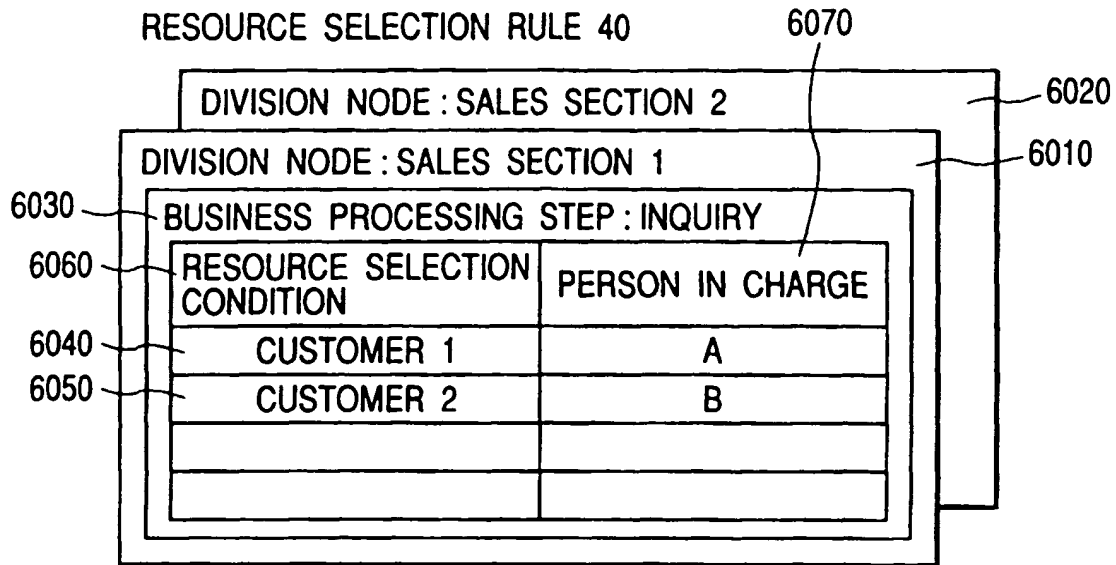 RESOURCE SELECTION RULE 40
6070
DIVISION NODE : SALES SECTION 2
6020
DIVISION NODE : SALES SECTION 1
6010
6030
BUSINESS PROCESSING STEP : INQUIRY
6060
RESOURCE SELECTION
CONDITION
PERSON IN CHARGE
6040
CUSTOMER 1
A
6050
CUSTOMER 2
B